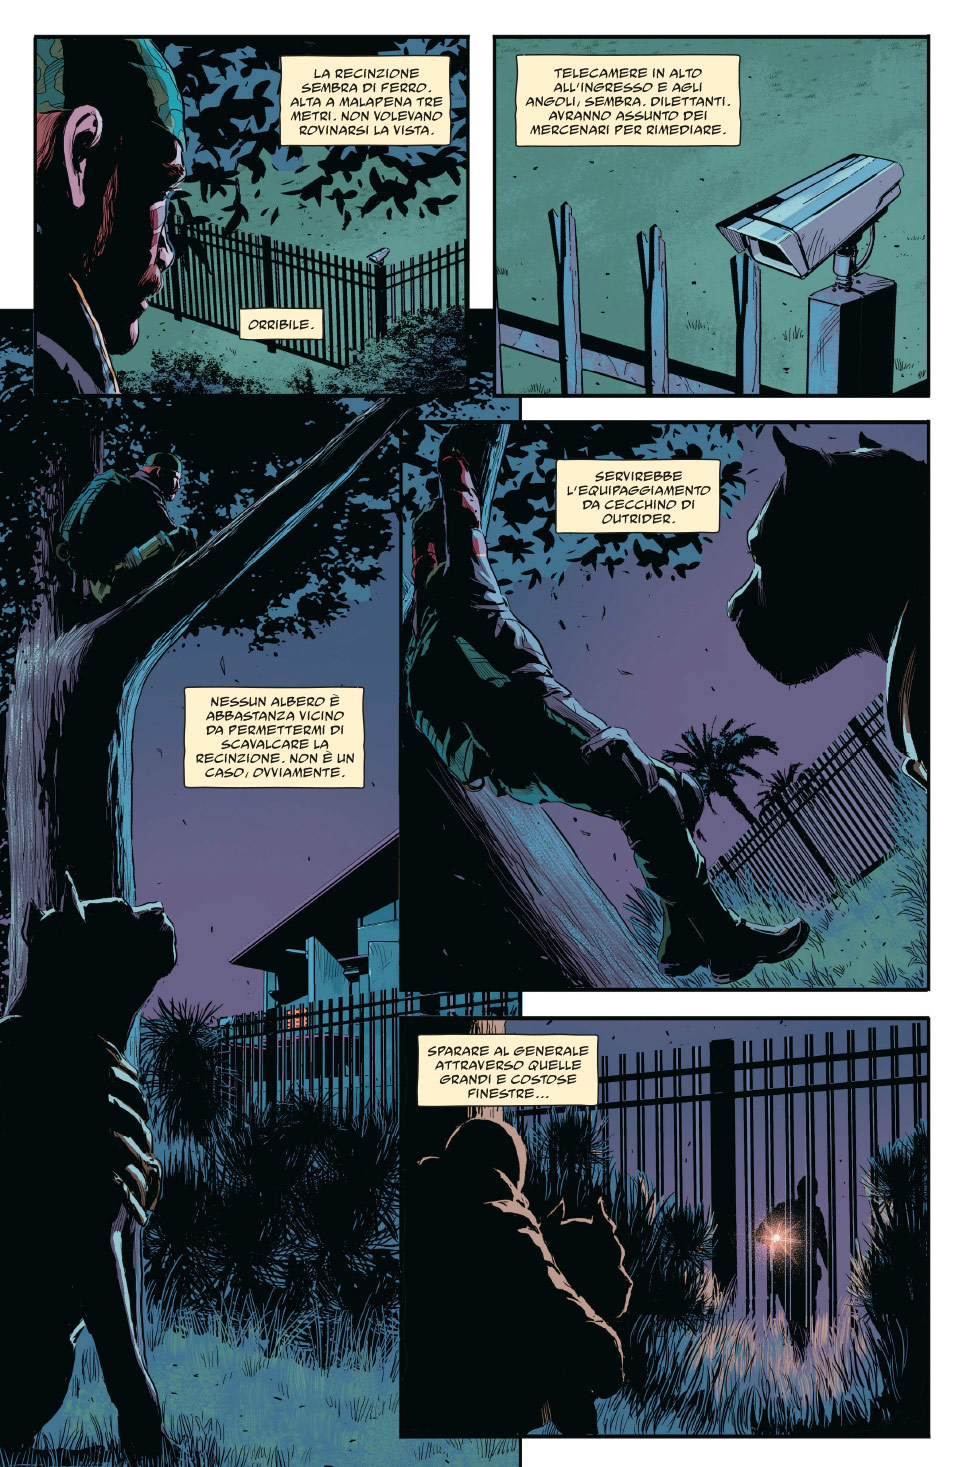 LA RECINZIONE
SEMBRA DI FERRO.
ALTA A MALAPENA TRE
METRI. NON VOLEVANO
ROVINARSI LA VISTA.
ORRIBILE.
TELECAMERE IN ALTO
ALL'INGRESSO E AGLI
ANGOLI, SEMBRA. DILETTANTI.
AVRANNO ASSUNTO DEI
MERCENARI PER RIMEDIARE.
NESSUN ALBERO È
ABBASTANZA VICINO
DA PERMETTERMI DI
SCAVALCARE LA
RECINZIONE. NON È UN
CASO, OVVIAMENTE.
SERVIREBBE
L'EQUIPAGGIAMENTO
DA CECCHINO DI
OUTRIDER.
SPARARE AL GENERALE
ATTRAVERSO QUELLE
GRANDI E COSTOSE
FINESTRE...